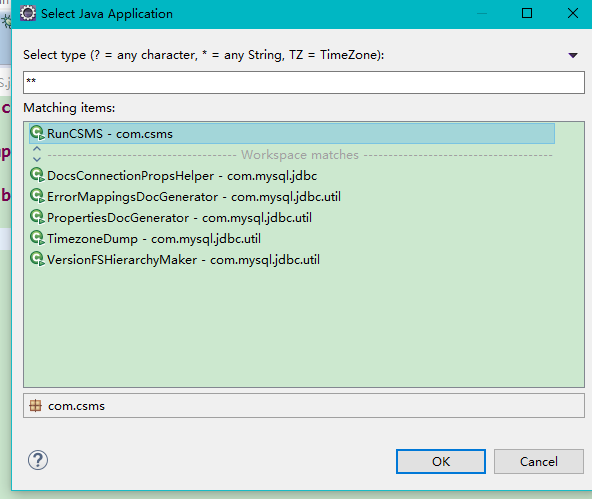 Select Java Application
Select type (? = any character, * = any String, TZ = TimeZone):
**
Matching items:
RunCSMS - com.csms
Workspace matches
DocsConnectionPropsHelper - com.mysql.jdbc
ErrorMappingsDocGenerator - com.mysql.jdbc.util
PropertiesDocGenerator - com.mysql.jdbc.util
TimezoneDump - com.mysql.jdbc.util
VersionFSHierarchyMaker - com.mysql.jdbc.util
com.csms
OK Cancel